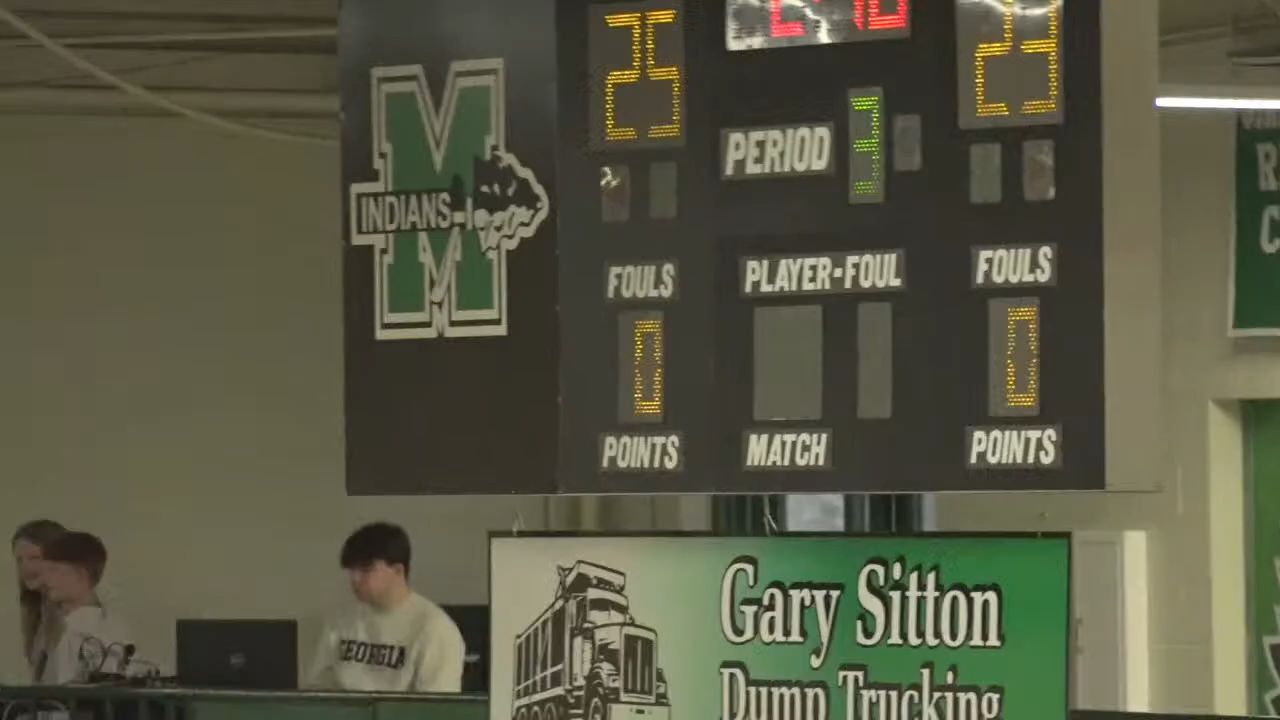 25
23
M
INDIANS
PERIOD 3
FOULS
PLAYER-FOUL
FOULS
0
0
POINTS
MATCH
POINTS
GEORGIA
Gary Sitton
Dump Trucking